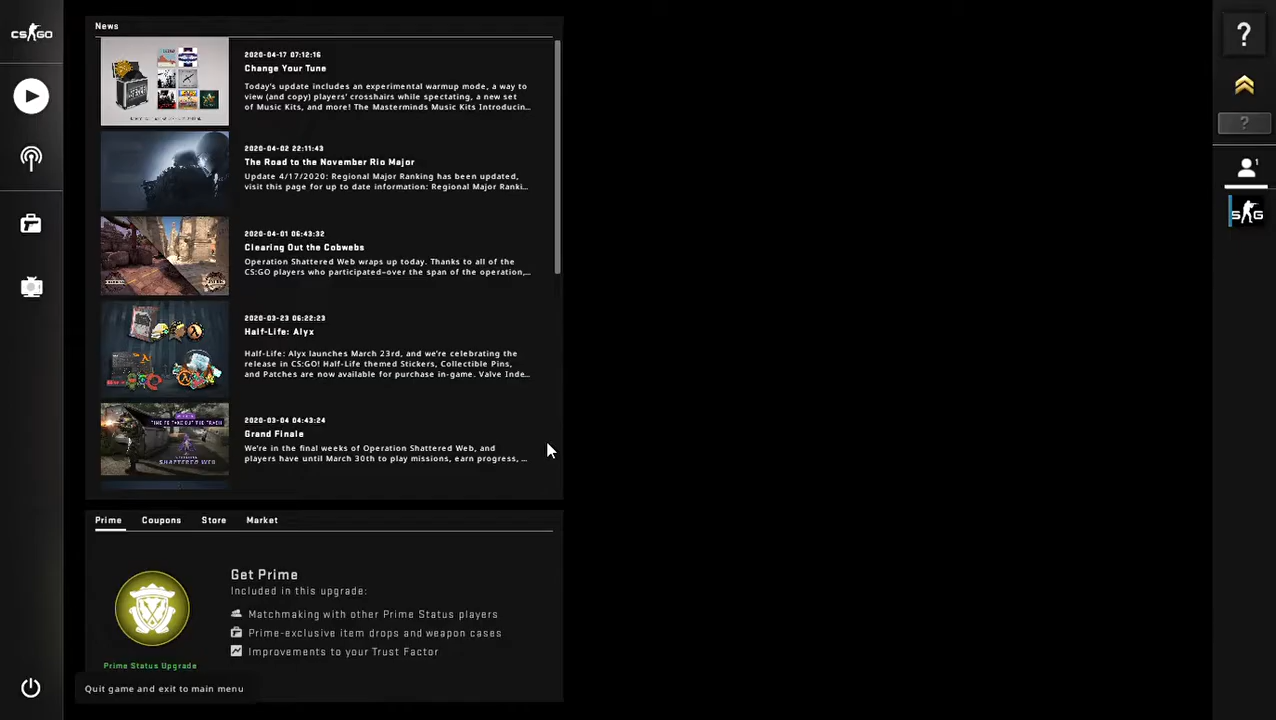 CS:GO
News
2020-04-17 07:12:16
Change Your Tune
Today's update includes an experimental warmup mode, a way to
view (and copy) players' crosshairs while spectating, a new set
of Music Kits, and more! The Masterminds Music Kits Introducin...
2020-04-02 22:11:43
The Road to the November Rio Major
Update 4/17/2020: Regional Major Ranking has been updated,
visit this page for up to date information: Regional Major Ranki...
2020-04-01 06:43:32
Clearing Out the Cobwebs
Operation Shattered Web wraps up today. Thanks to all of the
CS:GO players who participated–over the span of the operation,...
2020-03-23 06:22:23
Half-Life: Alyx
Half-Life: Alyx launches March 23rd, and we're celebrating the
release in CS:GO! Half-Life themed Stickers, Collectible Pins,
and Patches are now available for purchase in-game. Valve Inde...
SHATTERED WEB
2020-03-04 04:43:24
Grand Finale
We're in the final weeks of Operation Shattered Web, and
players have until March 30th to play missions, earn progress, ...
Prime Coupons Store Market
Get Prime
Included in this upgrade:
Matchmaking with other Prime Status players
Prime-exclusive item drops and weapon cases
Improvements to your Trust Factor
Prime Status Upgrade
Quit game and exit to main menu
?
?
1